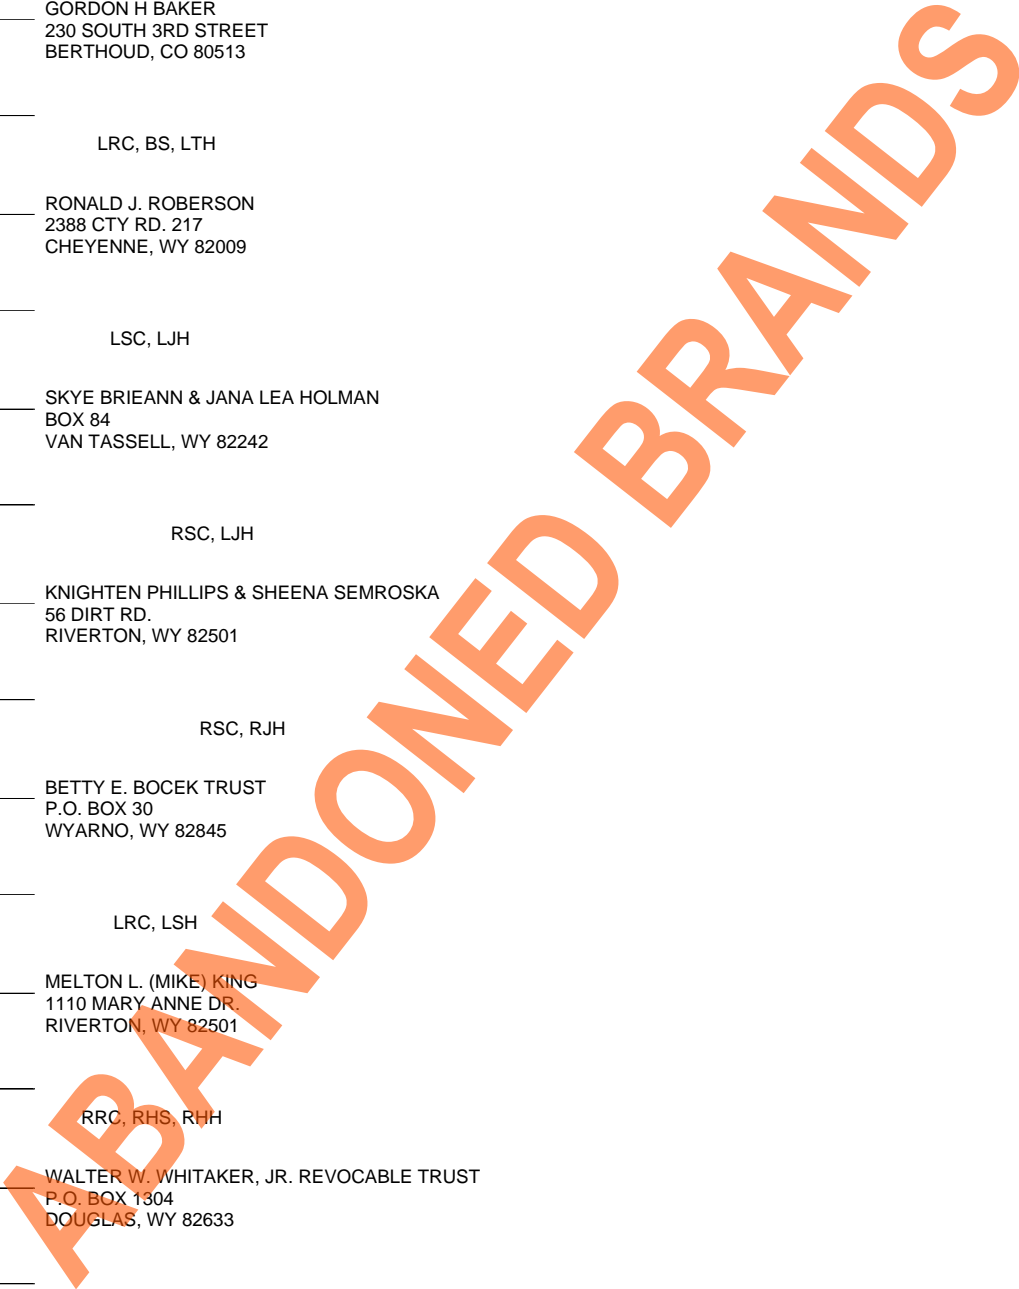 GORDON H BAKER
230 SOUTH 3RD STREET
BERTHOUD, CO 80513
LRC, BS, LTH
RONALD J. ROBERSON
2388 CTY RD. 217
CHEYENNE, WY 82009
LSC, LJH
SKYE BRIEANN & JANA LEA HOLMAN
BOX 84
VAN TASSELL, WY 82242
RSC, LJH
KNIGHTEN PHILLIPS & SHEENA SEMROSKA
56 DIRT RD.
RIVERTON, WY 82501
RSC, RJH
BETTY E. BOCEK TRUST
P.O. BOX 30
WYARNO, WY 82845
LRC, LSH
MELTON L. (MIKE) KING
1110 MARY ANNE DR.
RIVERTON, WY 82501
RRC, RHS, RHH
WALTER W. WHITAKER, JR. REVOCABLE TRUST
P.O. BOX 1304
DOUGLAS, WY 82633
ABANDONED BRANDS